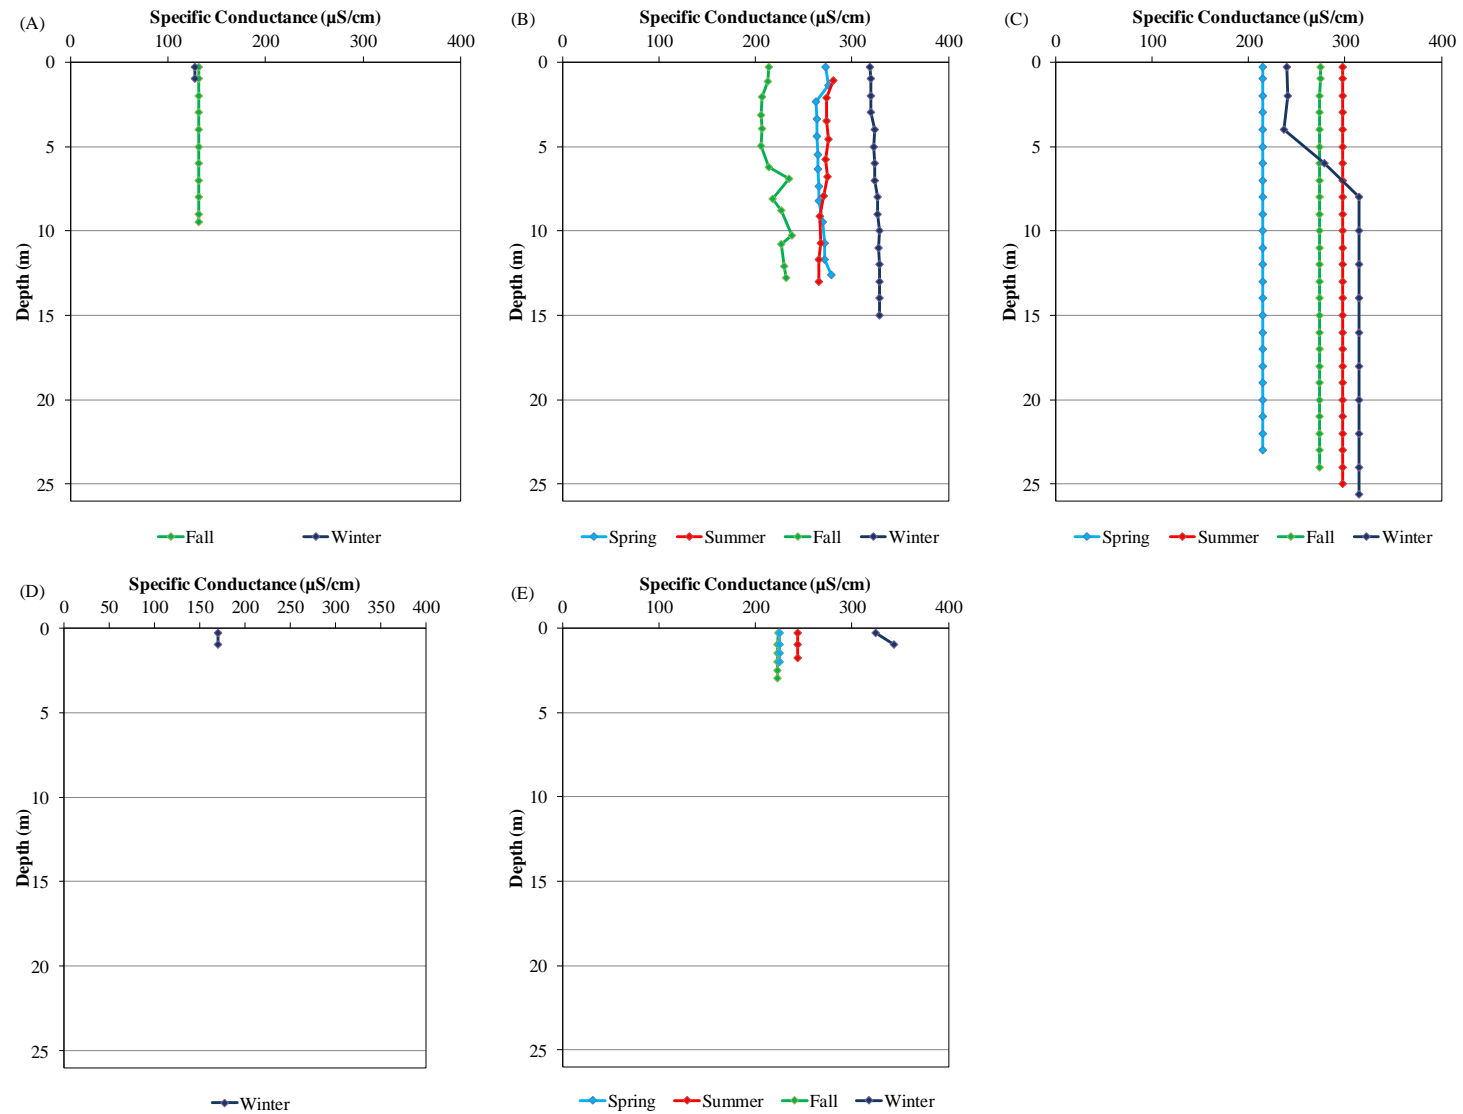 (A)
Specific Conductance (µS/cm)
0 100 200 300 400
0
5
10
15
20
25
Depth (m)
Fall Winter
(B)
Specific Conductance (µS/cm)
0 100 200 300 400
0
5
10
15
20
25
Depth (m)
Spring Summer Fall Winter
(C)
Specific Conductance (µS/cm)
0 100 200 300 400
0
5
10
15
20
25
Depth (m)
Spring Summer Fall Winter
(D)
Specific Conductance (µS/cm)
0 50 100 150 200 250 300 350 400
0
5
10
15
20
25
Depth (m)
Winter
(E)
Specific Conductance (µS/cm)
0 100 200 300 400
0
5
10
15
20
25
Depth (m)
Spring Summer Fall Winter